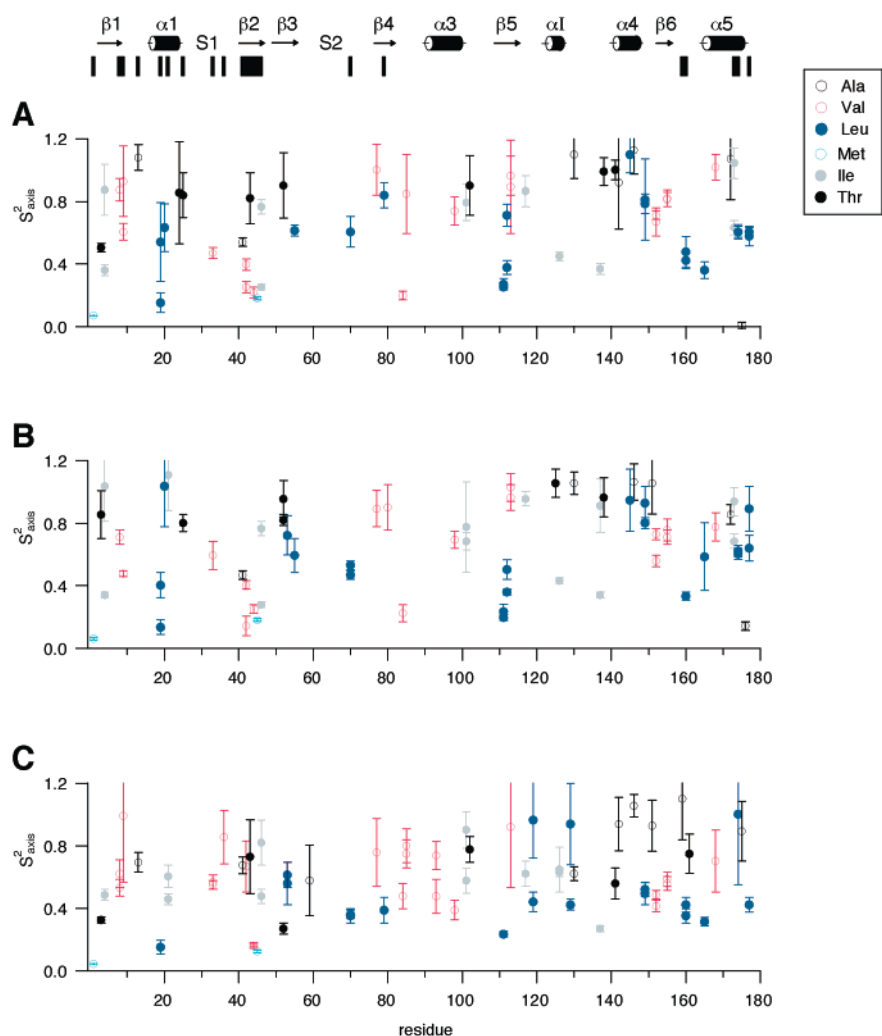 β1 α1 S1 β2 β3 S2 β4 α3 β5 αI α4 β6 α5
Ala
Val
Leu
Met
Ile
Thr
A
1.2
0.8
0.4
0.0
S²axis
20 40 60 80 100 120 140 160 180
B
1.2
0.8
0.4
0.0
S²axis
20 40 60 80 100 120 140 160 180
C
1.2
0.8
0.4
0.0
S²axis
20 40 60 80 100 120 140 160 180
residue